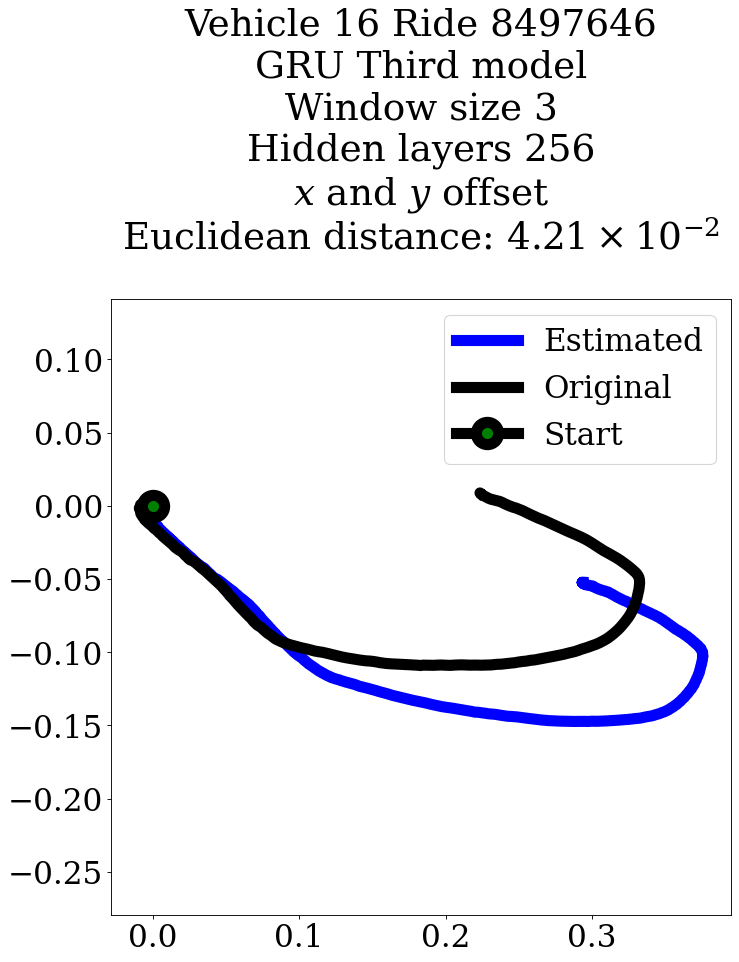 Vehicle 16 Ride 8497646
GRU Third model
Window size 3
Hidden layers 256
x and y offset
Euclidean distance: 4.21 × 10⁻²
Estimated
Original
Start
0.10
0.05
0.00
−0.05
−0.10
−0.15
−0.20
−0.25
0.0 0.1 0.2 0.3